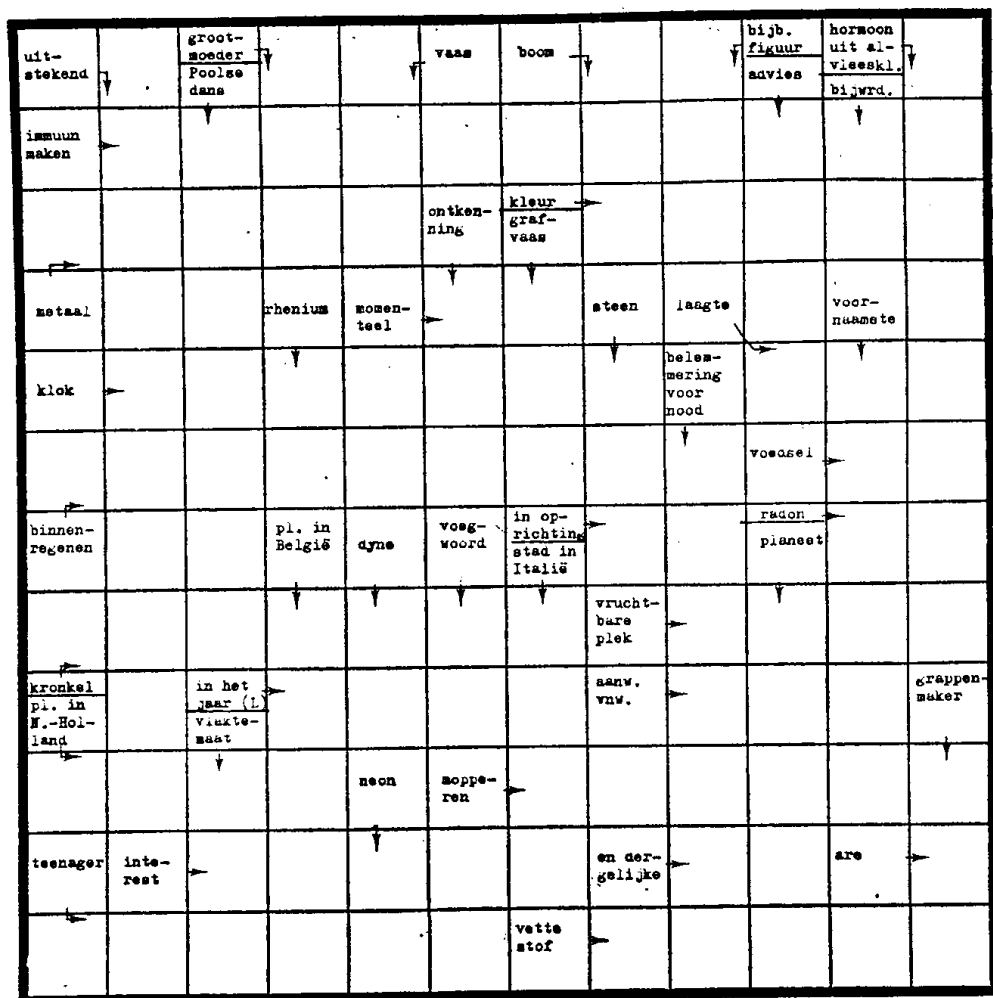 uit-
stekend
groot-
moeder
Poolse
dans
vaas
boom
bijb.
figuur
advies
hormoon
uit al-
vleeskl.
bijwrd.
immuun
maken
ontken-
ning
kleur
graf-
vaas
metaal
rhenium
momen-
teel
steen
laagte
voor-
naamste
klok
belem-
mering
voor
nood
voedsel
binnen-
regenen
pl. in
België
dyne
voeg-
woord
in op-
richting
stad in
Italië
radon
planeet
vrucht-
bare
plek
kronkel
pl. in
N.-Hol-
land
in het
jaar (L)
vlakte-
maat
aanw.
vnw.
grappen-
maker
neon
moppe-
ren
teenager
inte-
rest
en der-
gelijke
are
vette
stof